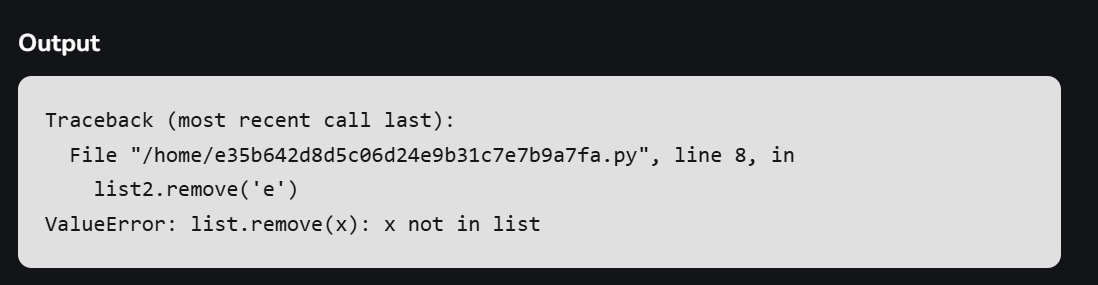 Output
Traceback (most recent call last):
File "/home/e35b642d8d5c06d24e9b31c7e7b9a7fa.py", line 8, in
list2.remove('e')
ValueError: list.remove(x): x not in list